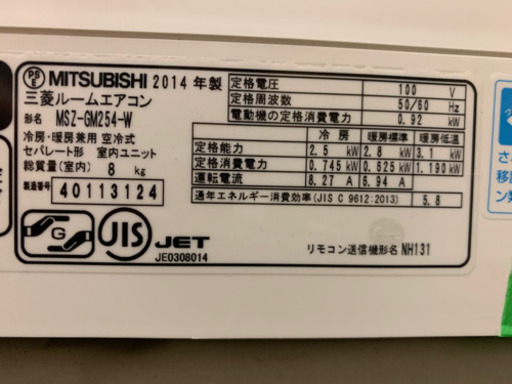 PSE MITSUBISHI 2014年製
三菱ルームエアコン
形名 MSZ-GM254-W
冷房・暖房兼用 空冷式
セパレート形 室内ユニット
総質量(室内) 8 kg
製造番号 40113124
G JIS JET
JE0308014
定格電圧 100 V
定格周波数 50/60 Hz
電動機の定格消費電力 0.92 kW
冷房 暖房標準 暖房低温
定格能力 2.5 kW 2.8 kW 3.1 kW
定格消費電力 0.745 kW 0.625 kW 1.190 kW
運転電流 8.27 A 6.94 A
通年エネルギー消費効率(JIS C 9612:2013) 5.8
リモコン送信機形名 NH131